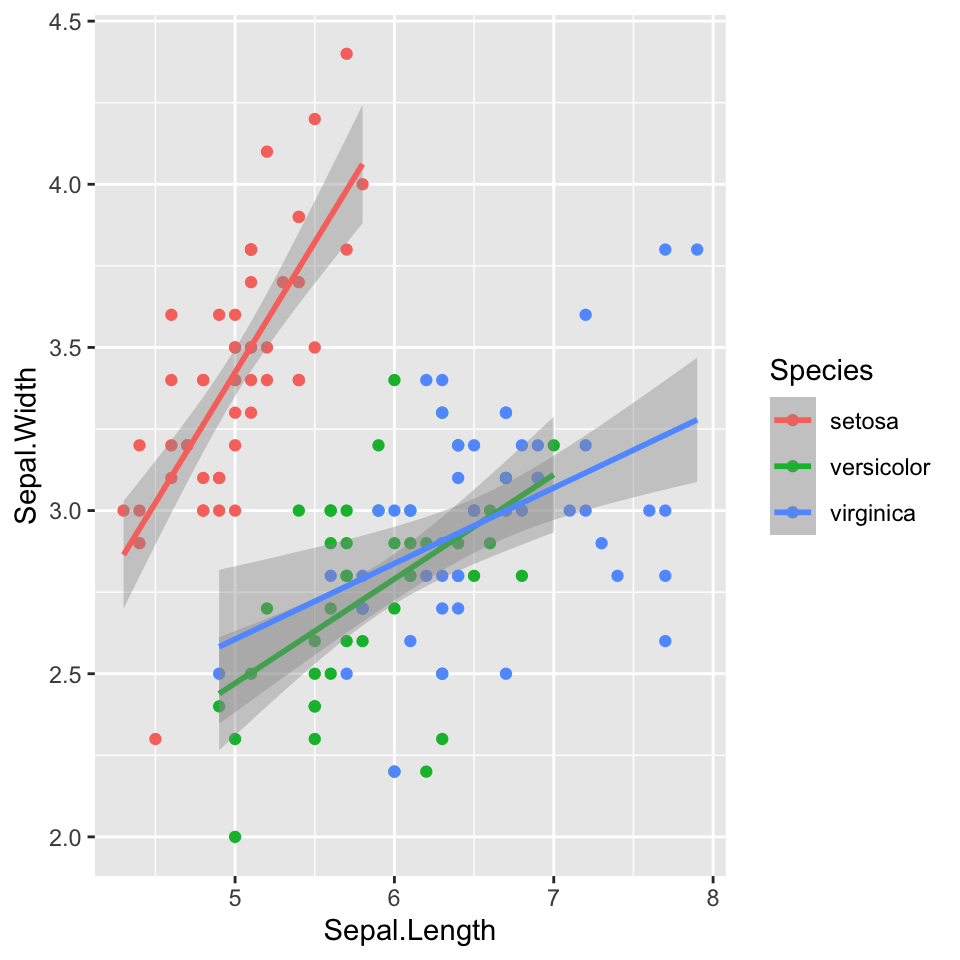 4.5
4.0
3.5
3.0
2.5
2.0
Sepal.Width
5 6 7 8
Sepal.Length
Species
setosa
versicolor
virginica